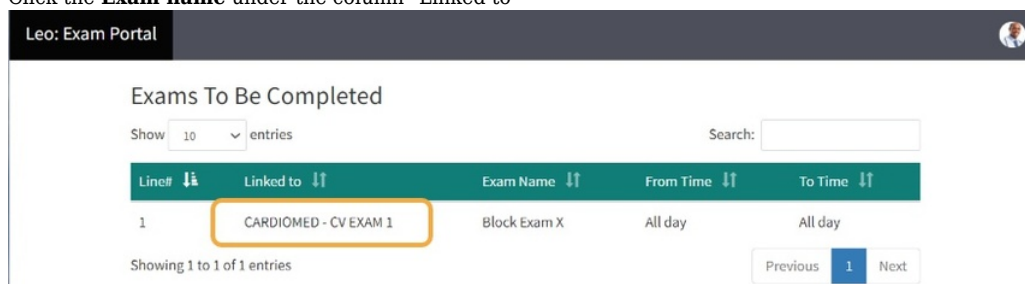 Click the Exam name under the column "Linked to"
Leo: Exam Portal
Exams To Be Completed
Show 10 entries Search:
Line# Linked to Exam Name From Time To Time
1 CARDIOMED - CV EXAM 1 Block Exam X All day All day
Showing 1 to 1 of 1 entries Previous 1 Next